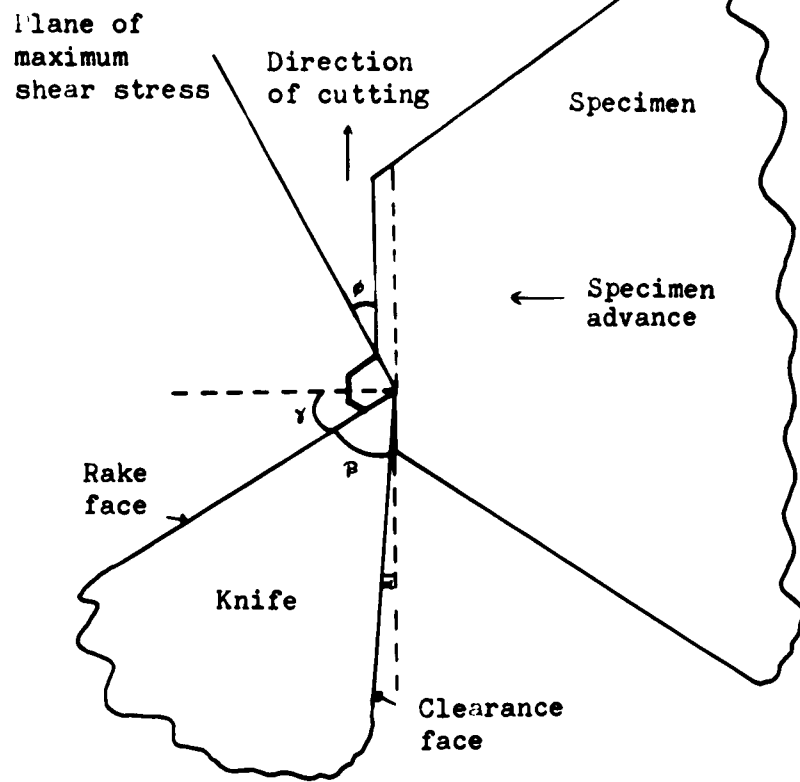 Plane of
maximum
shear stress
Direction
of cutting
Specimen
ø
Specimen
advance
γ
β
Rake
face
Knife
Clearance
face